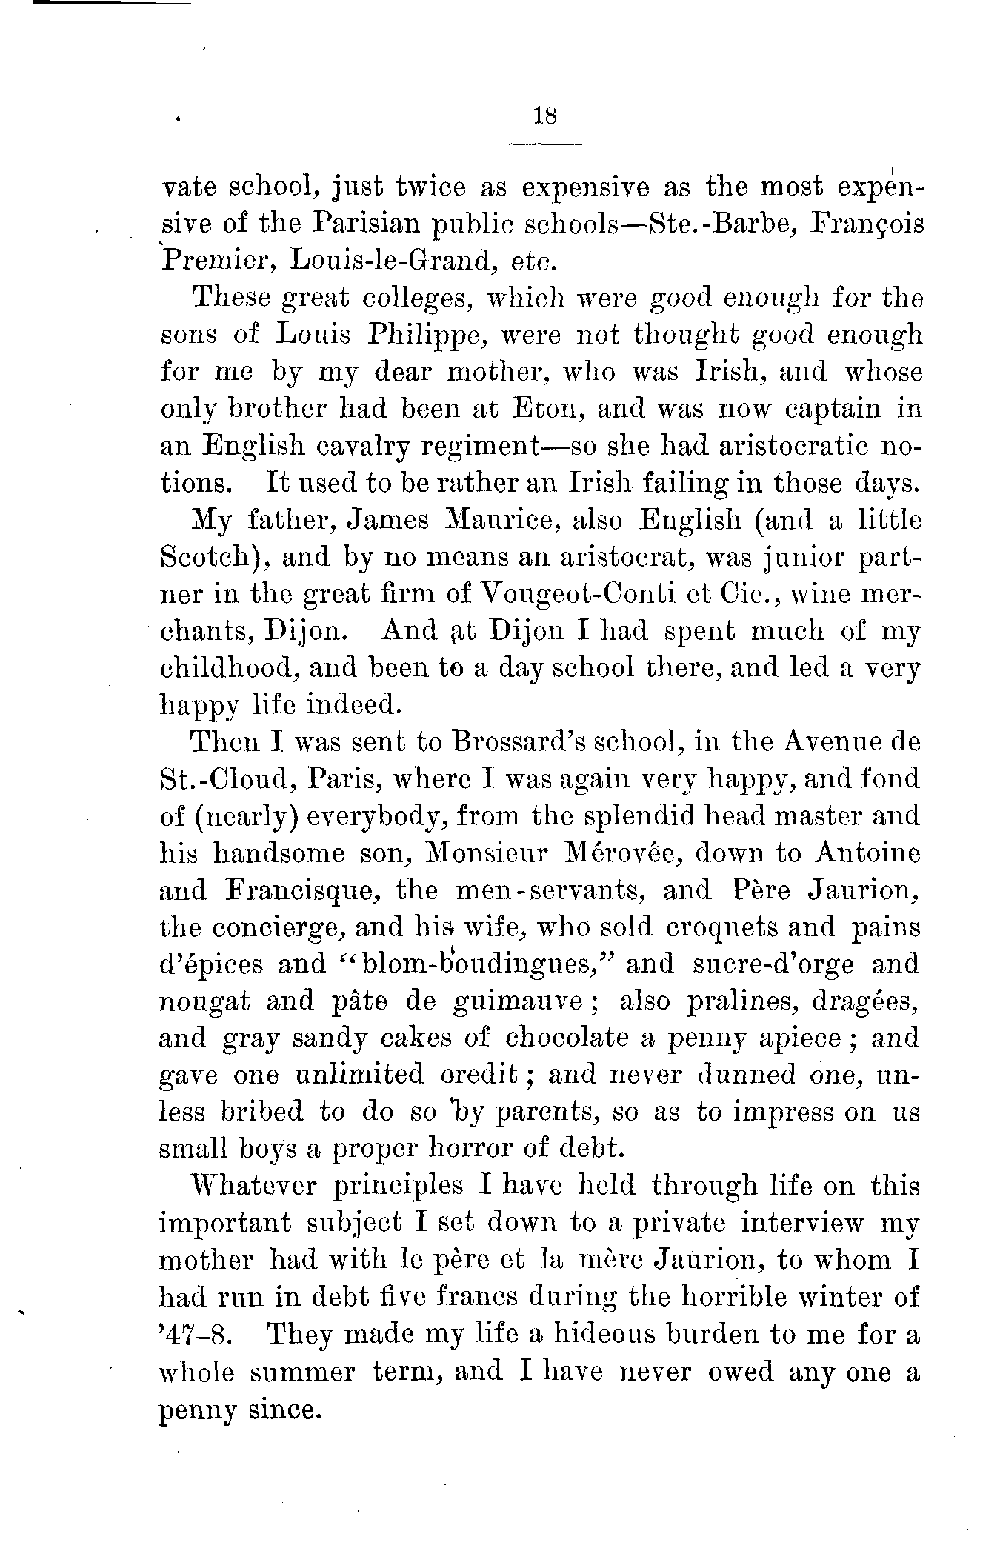 18
vate school, just twice as expensive as the most expen-
sive of the Parisian public schools—Ste.-Barbe, François
Premier, Louis-le-Grand, etc.
These great colleges, which were good enough for the
sons of Louis Philippe, were not thought good enough
for me by my dear mother, who was Irish, and whose
only brother had been at Eton, and was now captain in
an English cavalry regiment—so she had aristocratic no-
tions. It used to be rather an Irish failing in those days.
My father, James Maurice, also English (and a little
Scotch), and by no means an aristocrat, was junior part-
ner in the great firm of Vougeot-Conti et Cie., wine mer-
chants, Dijon. And at Dijon I had spent much of my
childhood, and been to a day school there, and led a very
happy life indeed.
Then I was sent to Brossard's school, in the Avenue de
St.-Cloud, Paris, where I was again very happy, and fond
of (nearly) everybody, from the splendid head master and
his handsome son, Monsieur Mérovée, down to Antoine
and Francisque, the men-servants, and Père Jaurion,
the concierge, and his wife, who sold croquets and pains
d'épices and “blom-boudingues,” and sucre-d'orge and
nougat and pâte de guimauve; also pralines, dragées,
and gray sandy cakes of chocolate a penny apiece; and
gave one unlimited credit; and never dunned one, un-
less bribed to do so by parents, so as to impress on us
small boys a proper horror of debt.
Whatever principles I have held through life on this
important subject I set down to a private interview my
mother had with le père et la mère Jaurion, to whom I
had run in debt five francs during the horrible winter of
'47–8. They made my life a hideous burden to me for a
whole summer term, and I have never owed any one a
penny since.